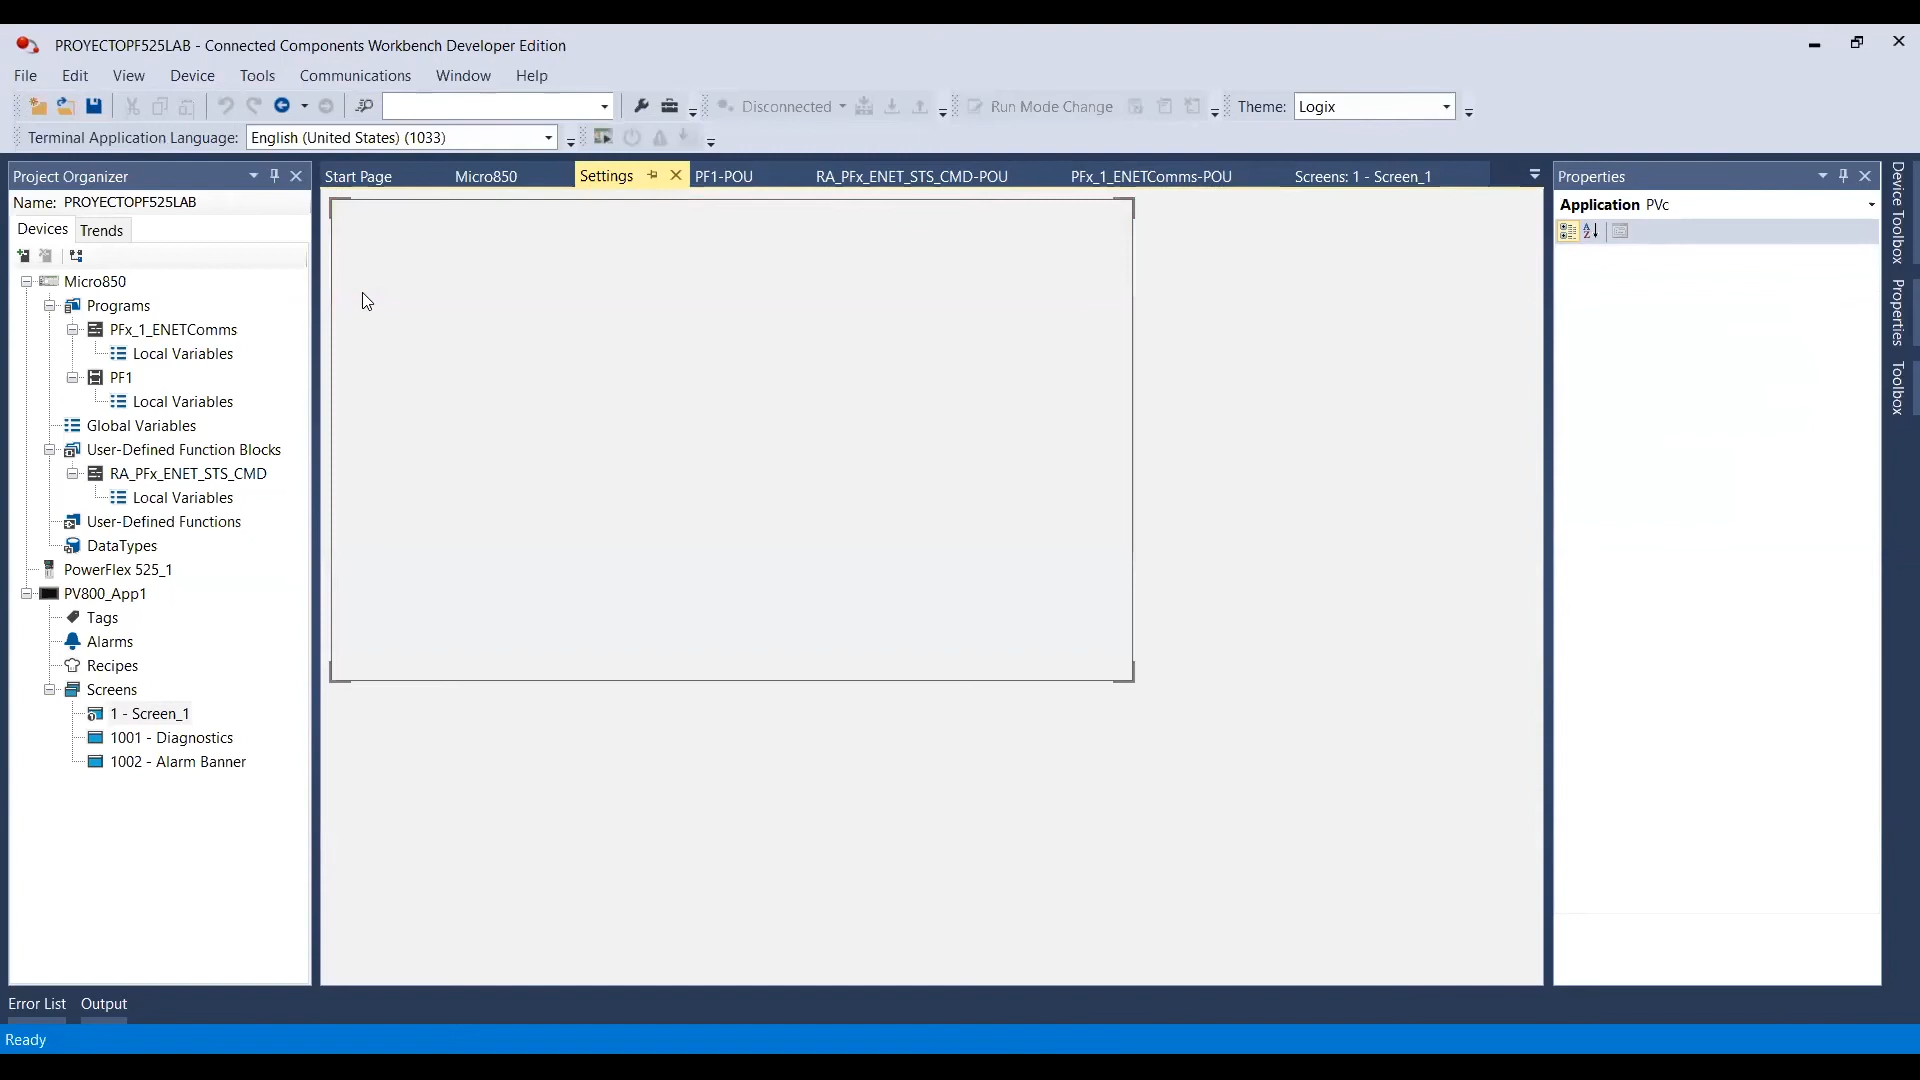 PROYECTOPF525LAB - Connected Components Workbench Developer Edition
File Edit View Device Tools Communications Window Help
Disconnected Run Mode Change Theme: Logix
Terminal Application Language: English (United States) (1033)
Project Organizer
Name: PROYECTOPF525LAB
Devices Trends
Micro850
Programs
PFx_1_ENETComms
Local Variables
PF1
Local Variables
Global Variables
User-Defined Function Blocks
RA_PFx_ENET_STS_CMD
Local Variables
User-Defined Functions
DataTypes
PowerFlex 525_1
PV800_App1
Tags
Alarms
Recipes
Screens
1 - Screen_1
1001 - Diagnostics
1002 - Alarm Banner
Start Page Micro850 Settings PF1-POU RA_PFx_ENET_STS_CMD-POU PFx_1_ENETComms-POU Screens: 1 - Screen_1
Properties
Application PVc
Device Toolbox
Properties
Toolbox
Error List Output
Ready